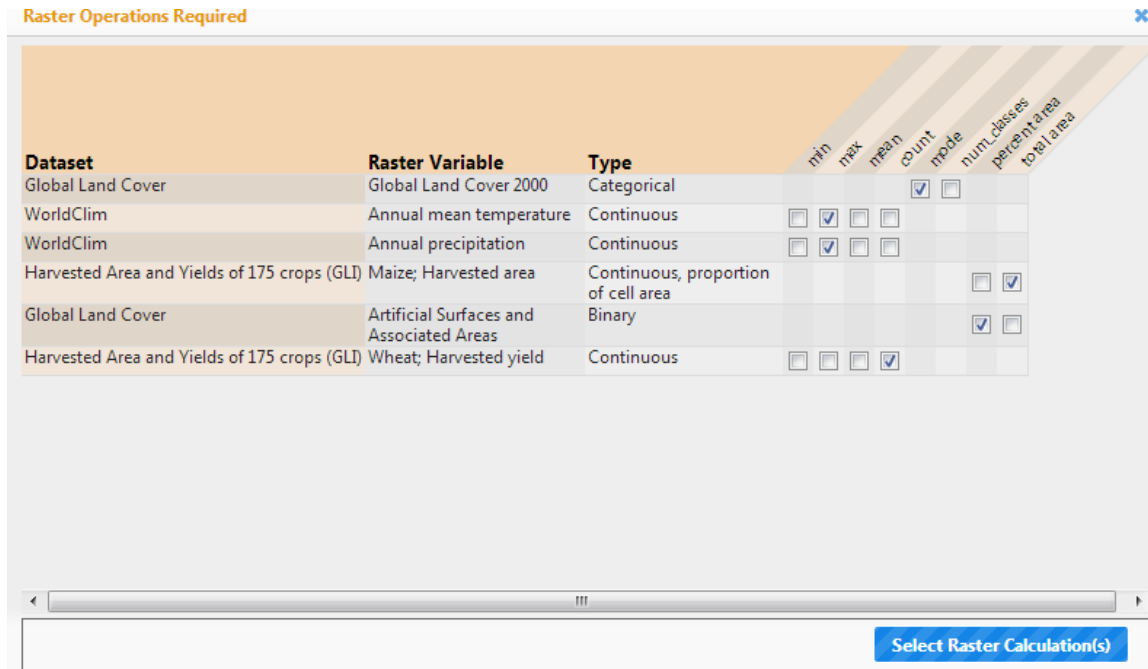 Raster Operations Required
min
max
mean
count
mode
num_classes
percent area
total area
Dataset Raster Variable Type
Global Land Cover Global Land Cover 2000 Categorical
WorldClim Annual mean temperature Continuous
WorldClim Annual precipitation Continuous
Harvested Area and Yields of 175 crops (GLI) Maize; Harvested area Continuous, proportion
of cell area
Global Land Cover Artificial Surfaces and Binary
Associated Areas
Harvested Area and Yields of 175 crops (GLI) Wheat; Harvested yield Continuous
Select Raster Calculation(s)